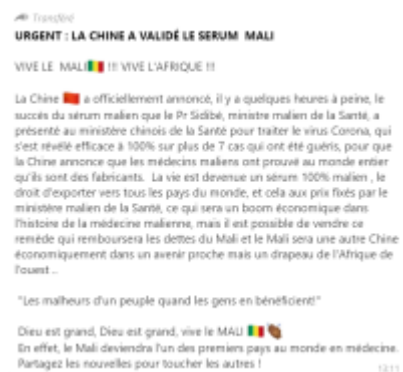 Transféré
URGENT : LA CHINE A VALIDÉ LE SERUM MALI
VIVE LE MALI🇲🇱 !!! VIVE L'AFRIQUE !!!
La Chine 🇨🇳 a officiellement annoncé, il y a quelques heures à peine, le
succès du sérum malien que le Pr Sidibé, ministre malien de la Santé, a
présenté au ministère chinois de la Santé pour traiter le virus Corona, qui
s'est révélé efficace à 100% sur plus de 7 cas qui ont été guéris, pour que
la Chine annonce que les médecins maliens ont prouvé au monde entier
qu'ils sont des fabricants. La vie est devenue un sérum 100% malien , le
droit d'exporter vers tous les pays du monde, et cela aux prix fixés par le
ministère malien de la Santé, ce qui sera un boom économique dans
l'histoire de la médecine malienne, mais il est possible de vendre ce
remède qui remboursera les dettes du Mali et le Mali sera une autre Chine
économiquement dans un avenir proche mais un drapeau de l'Afrique de
l'ouest ..
"Les malheurs d'un peuple quand les gens en bénéficient!"
Dieu est grand, Dieu est grand, vive le MALI 🇲🇱
En effet, le Mali deviendra l'un des premiers pays au monde en médecine.
Partagez les nouvelles pour toucher les autres !
13:11